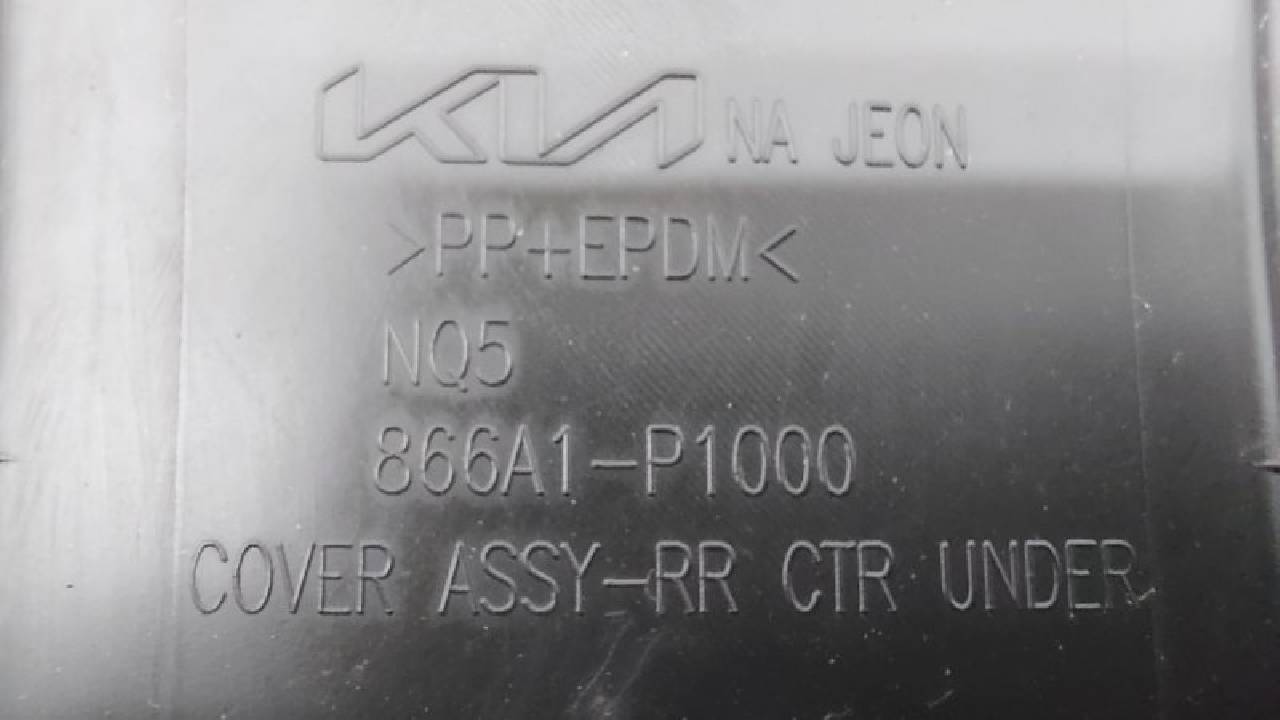 KIA NA JEON
>PP+EPDM<
NQ5
866A1-P1000
COVER ASSY-RR CTR UNDER